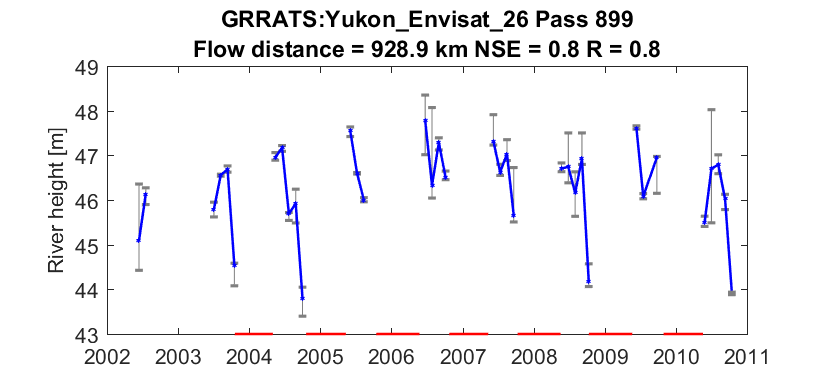 GRRATS:Yukon_Envisat_26 Pass 899
Flow distance = 928.9 km NSE = 0.8 R = 0.8
River height [m]
49
48
47
46
45
44
43
2002 2003 2004 2005 2006 2007 2008 2009 2010 2011